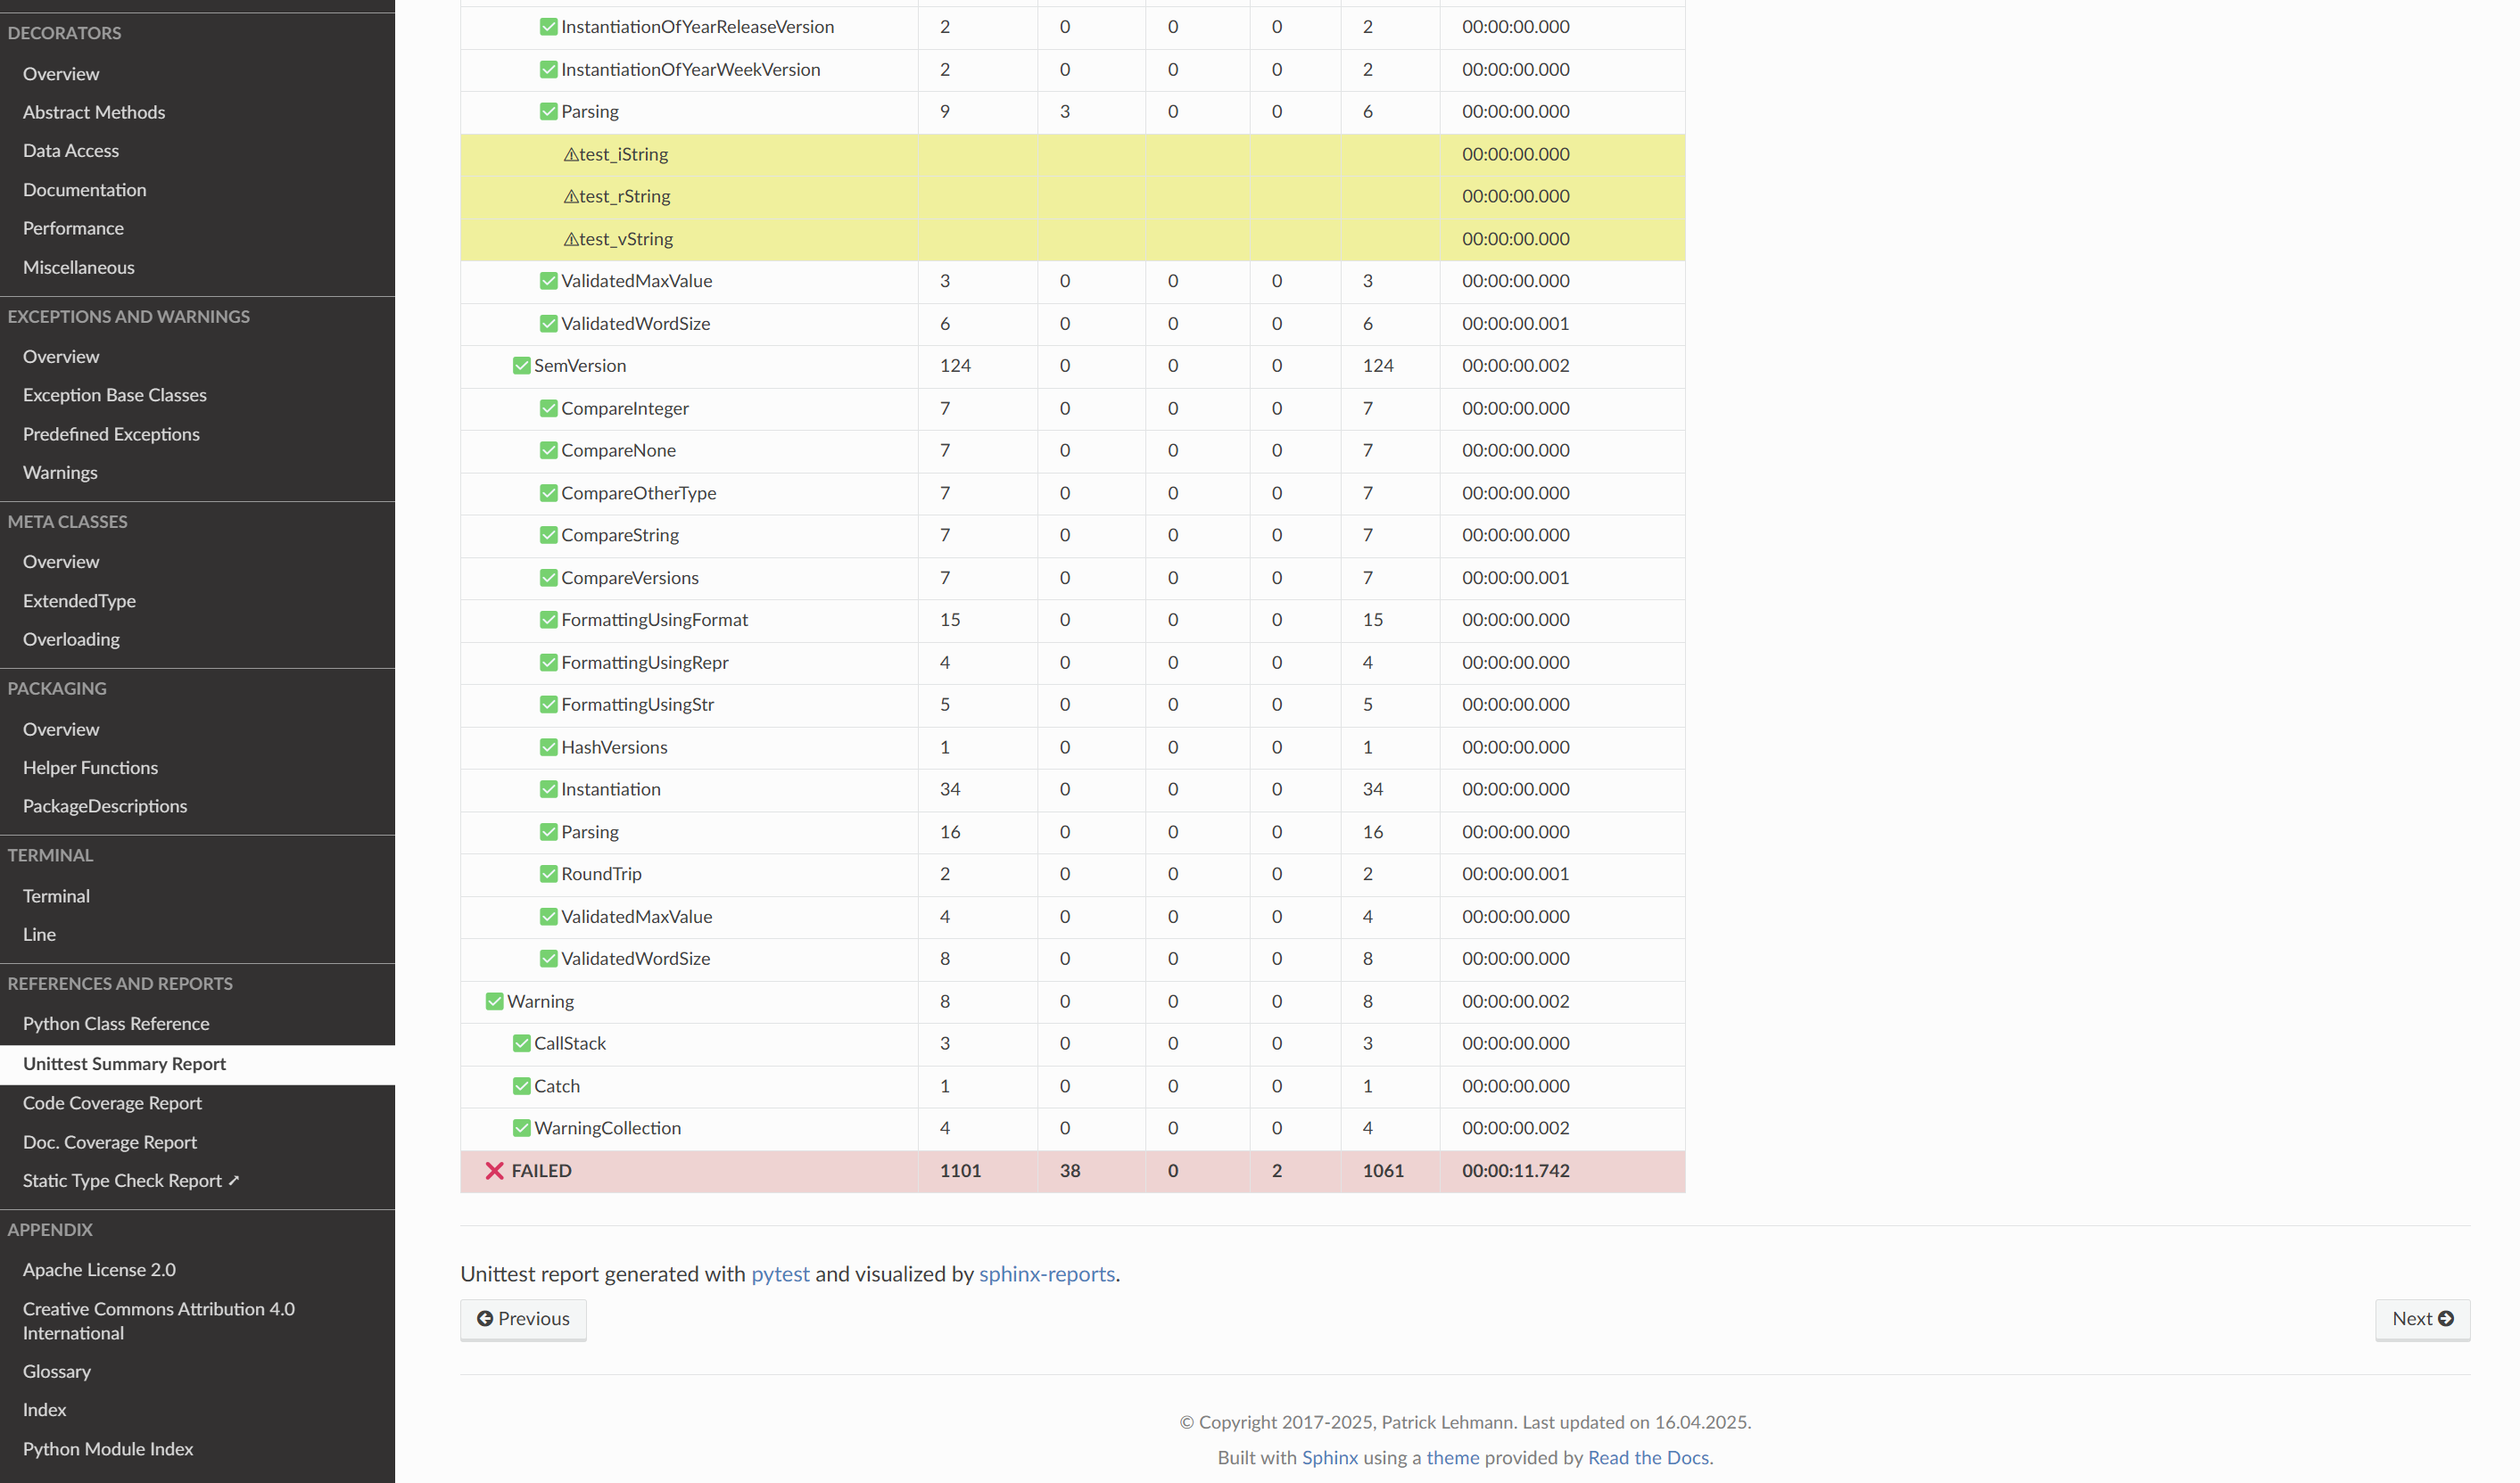 DECORATORS
Overview
Abstract Methods
Data Access
Documentation
Performance
Miscellaneous
EXCEPTIONS AND WARNINGS
Overview
Exception Base Classes
Predefined Exceptions
Warnings
META CLASSES
Overview
ExtendedType
Overloading
PACKAGING
Overview
Helper Functions
PackageDescriptions
TERMINAL
Terminal
Line
REFERENCES AND REPORTS
Python Class Reference
Unittest Summary Report
Code Coverage Report
Doc. Coverage Report
Static Type Check Report ⤤
APPENDIX
Apache License 2.0
Creative Commons Attribution 4.0
International
Glossary
Index
Python Module Index
✅InstantiationOfYearReleaseVersion 2 0 0 0 2 00:00:00.000
✅InstantiationOfYearWeekVersion 2 0 0 0 2 00:00:00.000
✅Parsing 9 3 0 0 6 00:00:00.000
⚠test_iString 00:00:00.000
⚠test_rString 00:00:00.000
⚠test_vString 00:00:00.000
✅ValidatedMaxValue 3 0 0 0 3 00:00:00.000
✅ValidatedWordSize 6 0 0 0 6 00:00:00.001
✅SemVersion 124 0 0 0 124 00:00:00.002
✅CompareInteger 7 0 0 0 7 00:00:00.000
✅CompareNone 7 0 0 0 7 00:00:00.000
✅CompareOtherType 7 0 0 0 7 00:00:00.000
✅CompareString 7 0 0 0 7 00:00:00.000
✅CompareVersions 7 0 0 0 7 00:00:00.001
✅FormattingUsingFormat 15 0 0 0 15 00:00:00.000
✅FormattingUsingRepr 4 0 0 0 4 00:00:00.000
✅FormattingUsingStr 5 0 0 0 5 00:00:00.000
✅HashVersions 1 0 0 0 1 00:00:00.000
✅Instantiation 34 0 0 0 34 00:00:00.000
✅Parsing 16 0 0 0 16 00:00:00.000
✅RoundTrip 2 0 0 0 2 00:00:00.001
✅ValidatedMaxValue 4 0 0 0 4 00:00:00.000
✅ValidatedWordSize 8 0 0 0 8 00:00:00.000
✅Warning 8 0 0 0 8 00:00:00.002
✅CallStack 3 0 0 0 3 00:00:00.000
✅Catch 1 0 0 0 1 00:00:00.000
✅WarningCollection 4 0 0 0 4 00:00:00.002
❌ FAILED 1101 38 0 2 1061 00:00:11.742
Unittest report generated with pytest and visualized by sphinx-reports.
Previous
Next
© Copyright 2017-2025, Patrick Lehmann. Last updated on 16.04.2025.
Built with Sphinx using a theme provided by Read the Docs.